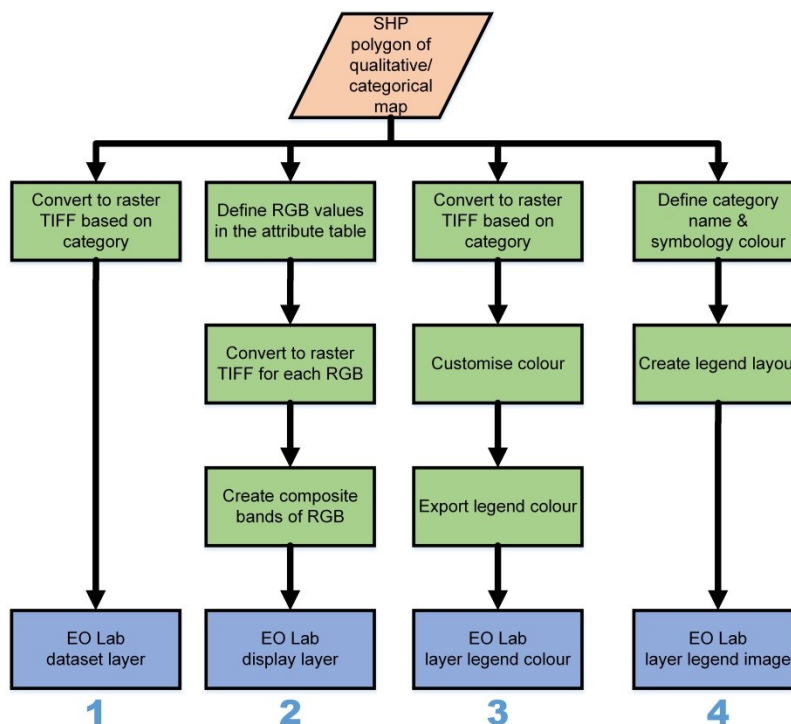 SHP
polygon of
qualitative/
categorical
map
Convert to raster
TIFF based on
category
Define RGB values
in the attribute table
Convert to raster
TIFF based on
category
Define category
name &
symbology colour
Convert to raster
TIFF for each RGB
Customise colour
Create legend layout
Create composite
bands of RGB
Export legend colour
EO Lab
dataset layer
EO Lab
display layer
EO Lab
layer legend colour
EO Lab
layer legend image
1
2
3
4